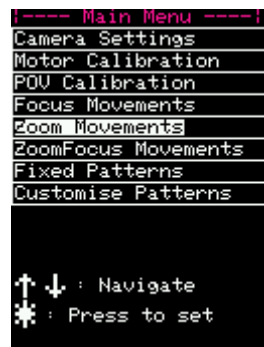 |---- Main Menu ----|
Camera Settings
Motor Calibration
POV Calibration
Focus Movements
Zoom Movements
ZoomFocus Movements
Fixed Patterns
Customise Patterns
↑ ↓ : Navigate
✱ : Press to set